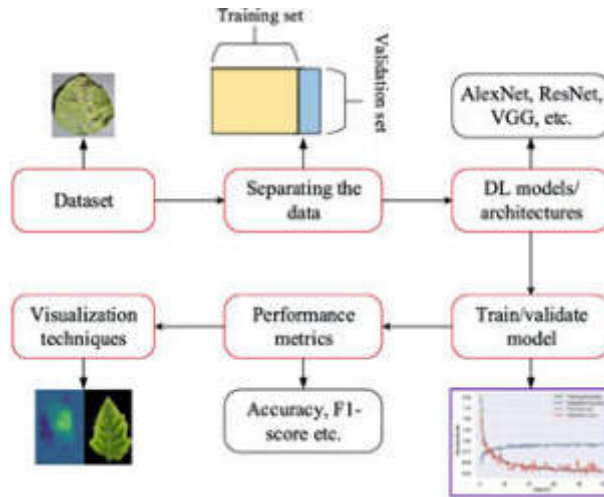 Training set
Validation set
AlexNet, ResNet,
VGG, etc.
Dataset
Separating the
data
DL models/
architectures
Visualization
techniques
Performance
metrics
Train/validate
model
Accuracy, F1-
score etc.